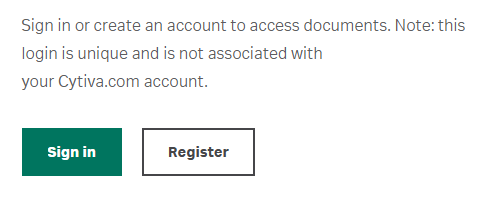 Sign in or create an account to access documents. Note: this
login is unique and is not associated with
your Cytiva.com account.
Sign in
Register